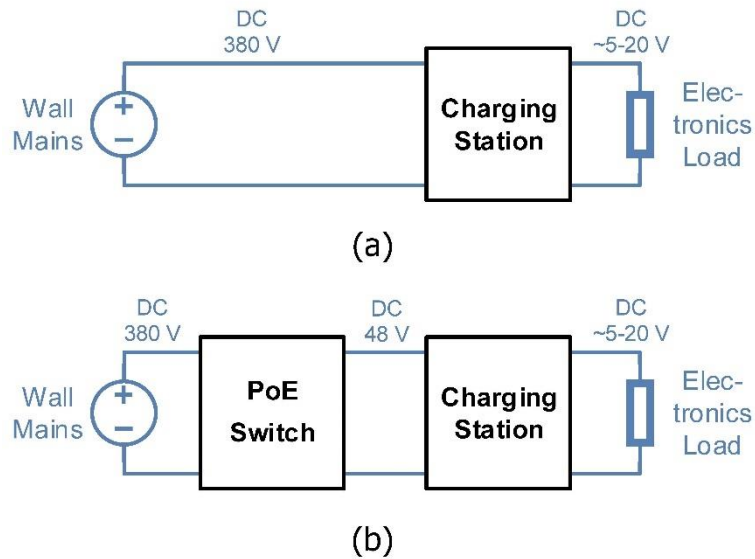 DC
380 V
DC
~5-20 V
Wall
Mains
+
−
Charging
Station
Elec-
tronics
Load
(a)
DC
380 V
DC
48 V
DC
~5-20 V
Wall
Mains
+
−
PoE
Switch
Charging
Station
Elec-
tronics
Load
(b)